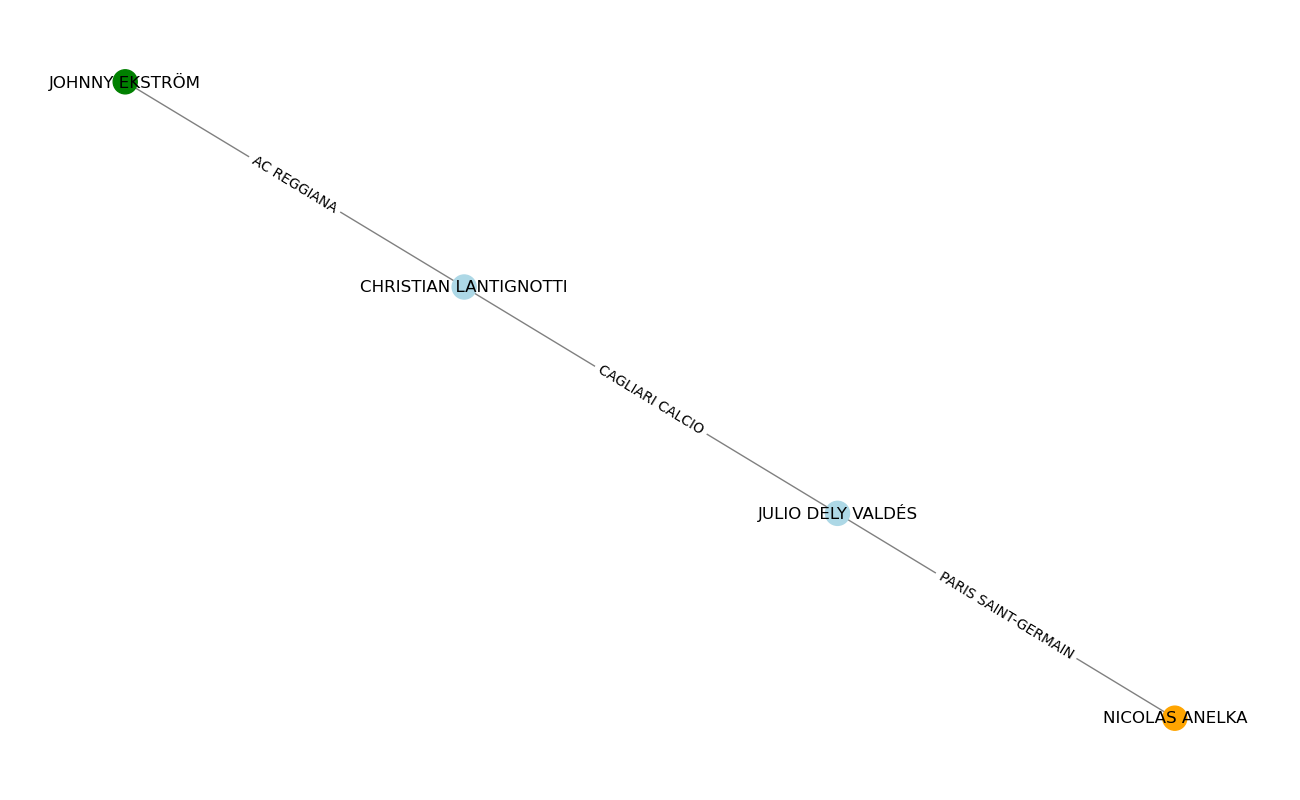 JOHNNY EKSTRÖM
AC REGGIANA
CHRISTIAN LANTIGNOTTI
CAGLIARI CALCIO
JULIO DELY VALDÉS
PARIS SAINT-GERMAIN
NICOLAS ANELKA